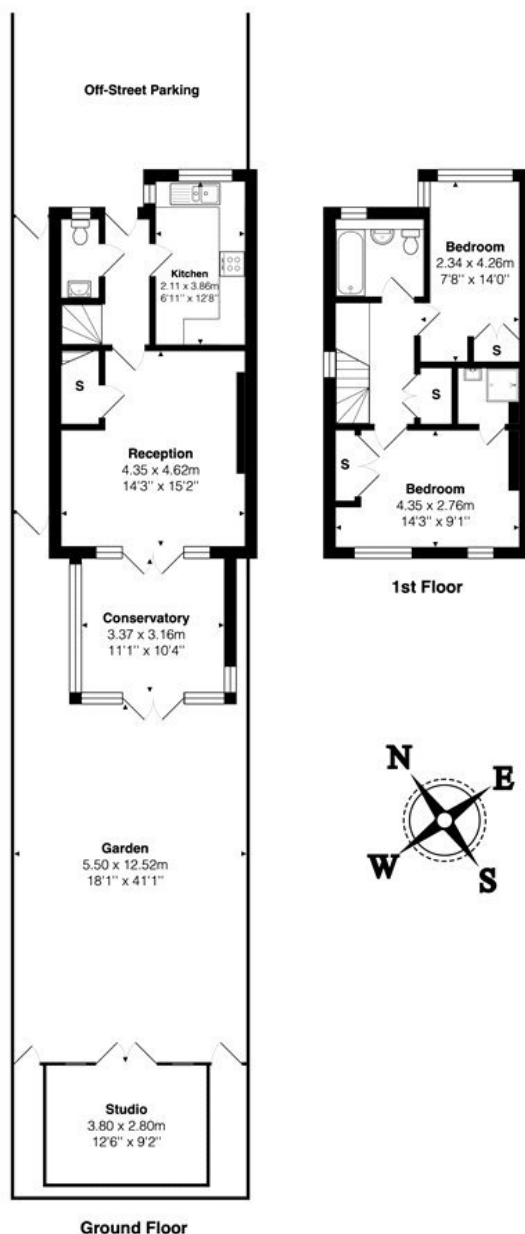 Off-Street Parking
Kitchen
2.11 x 3.86m
6'11'' x 12'8''
S
Reception
4.35 x 4.62m
14'3'' x 15'2''
Conservatory
3.37 x 3.16m
11'1'' x 10'4''
Garden
5.50 x 12.52m
18'1'' x 41'1''
Studio
3.80 x 2.80m
12'6'' x 9'2''
Ground Floor
Bedroom
2.34 x 4.26m
7'8'' x 14'0''
S
S
S
Bedroom
4.35 x 2.76m
14'3'' x 9'1''
1st Floor
N
E
W
S